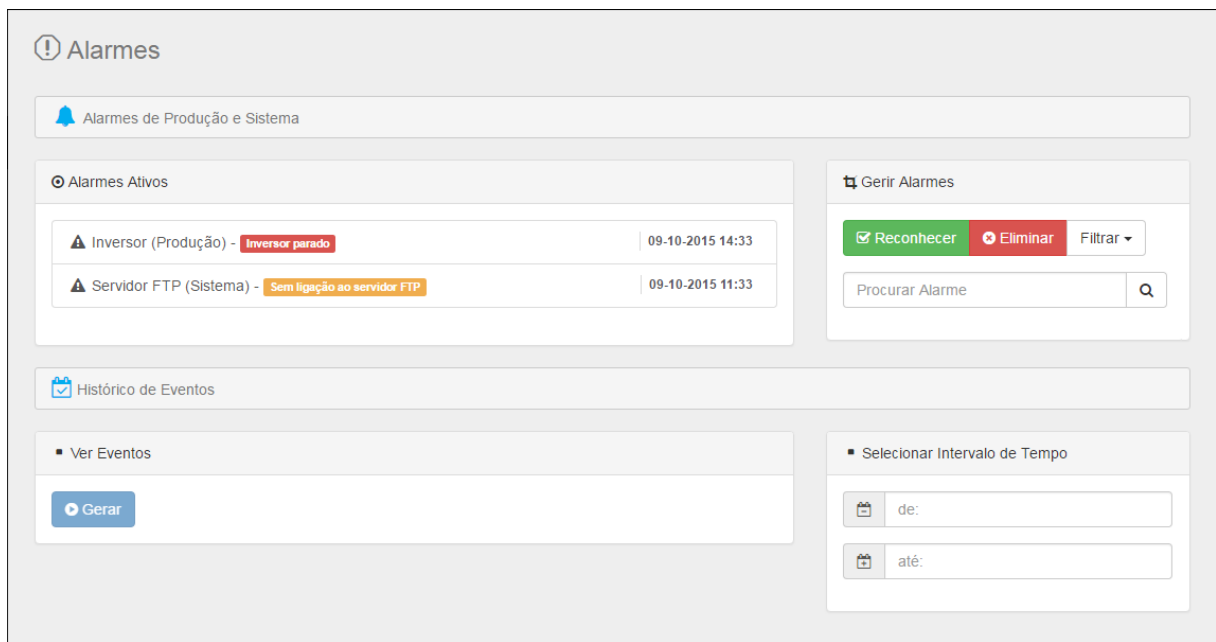 Alarmes
Alarmes de Produção e Sistema
Alarmes Ativos
Inversor (Produção) - Inversor parado 09-10-2015 14:33
Servidor FTP (Sistema) - Sem ligação ao servidor FTP 09-10-2015 11:33
Gerir Alarmes
Reconhecer Eliminar Filtrar
Procurar Alarme
Histórico de Eventos
Ver Eventos
Gerar
Selecionar Intervalo de Tempo
de:
até: